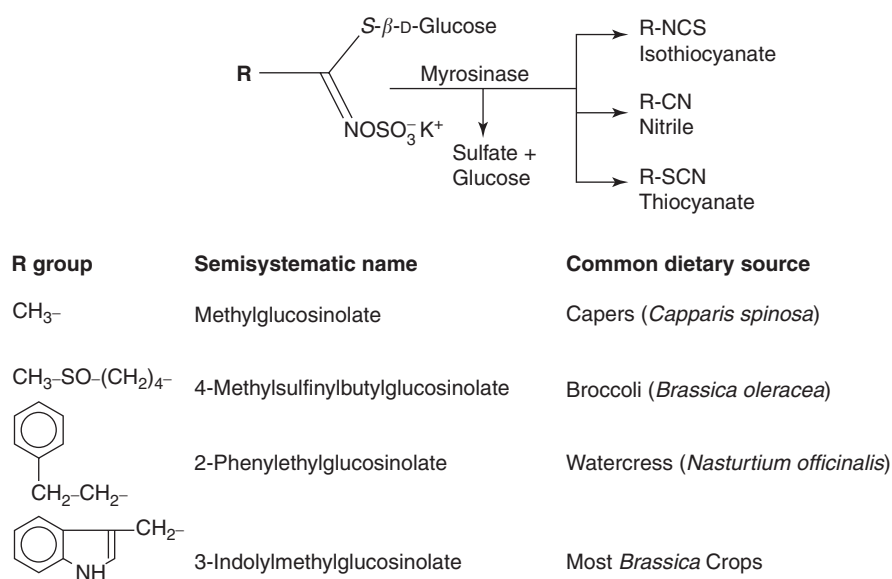 S-β-D-Glucose
R
Myrosinase
NOSO₃⁻K⁺
Sulfate +
Glucose
R-NCS
Isothiocyanate
R-CN
Nitrile
R-SCN
Thiocyanate
R group Semisystematic name Common dietary source
CH₃– Methylglucosinolate Capers (Capparis spinosa)
CH₃–SO–(CH₂)₄– 4-Methylsulfinylbutylglucosinolate Broccoli (Brassica oleracea)
2-Phenylethylglucosinolate Watercress (Nasturtium officinalis)
CH₂–CH₂–
CH₂–
NH 3-Indolylmethylglucosinolate Most Brassica Crops